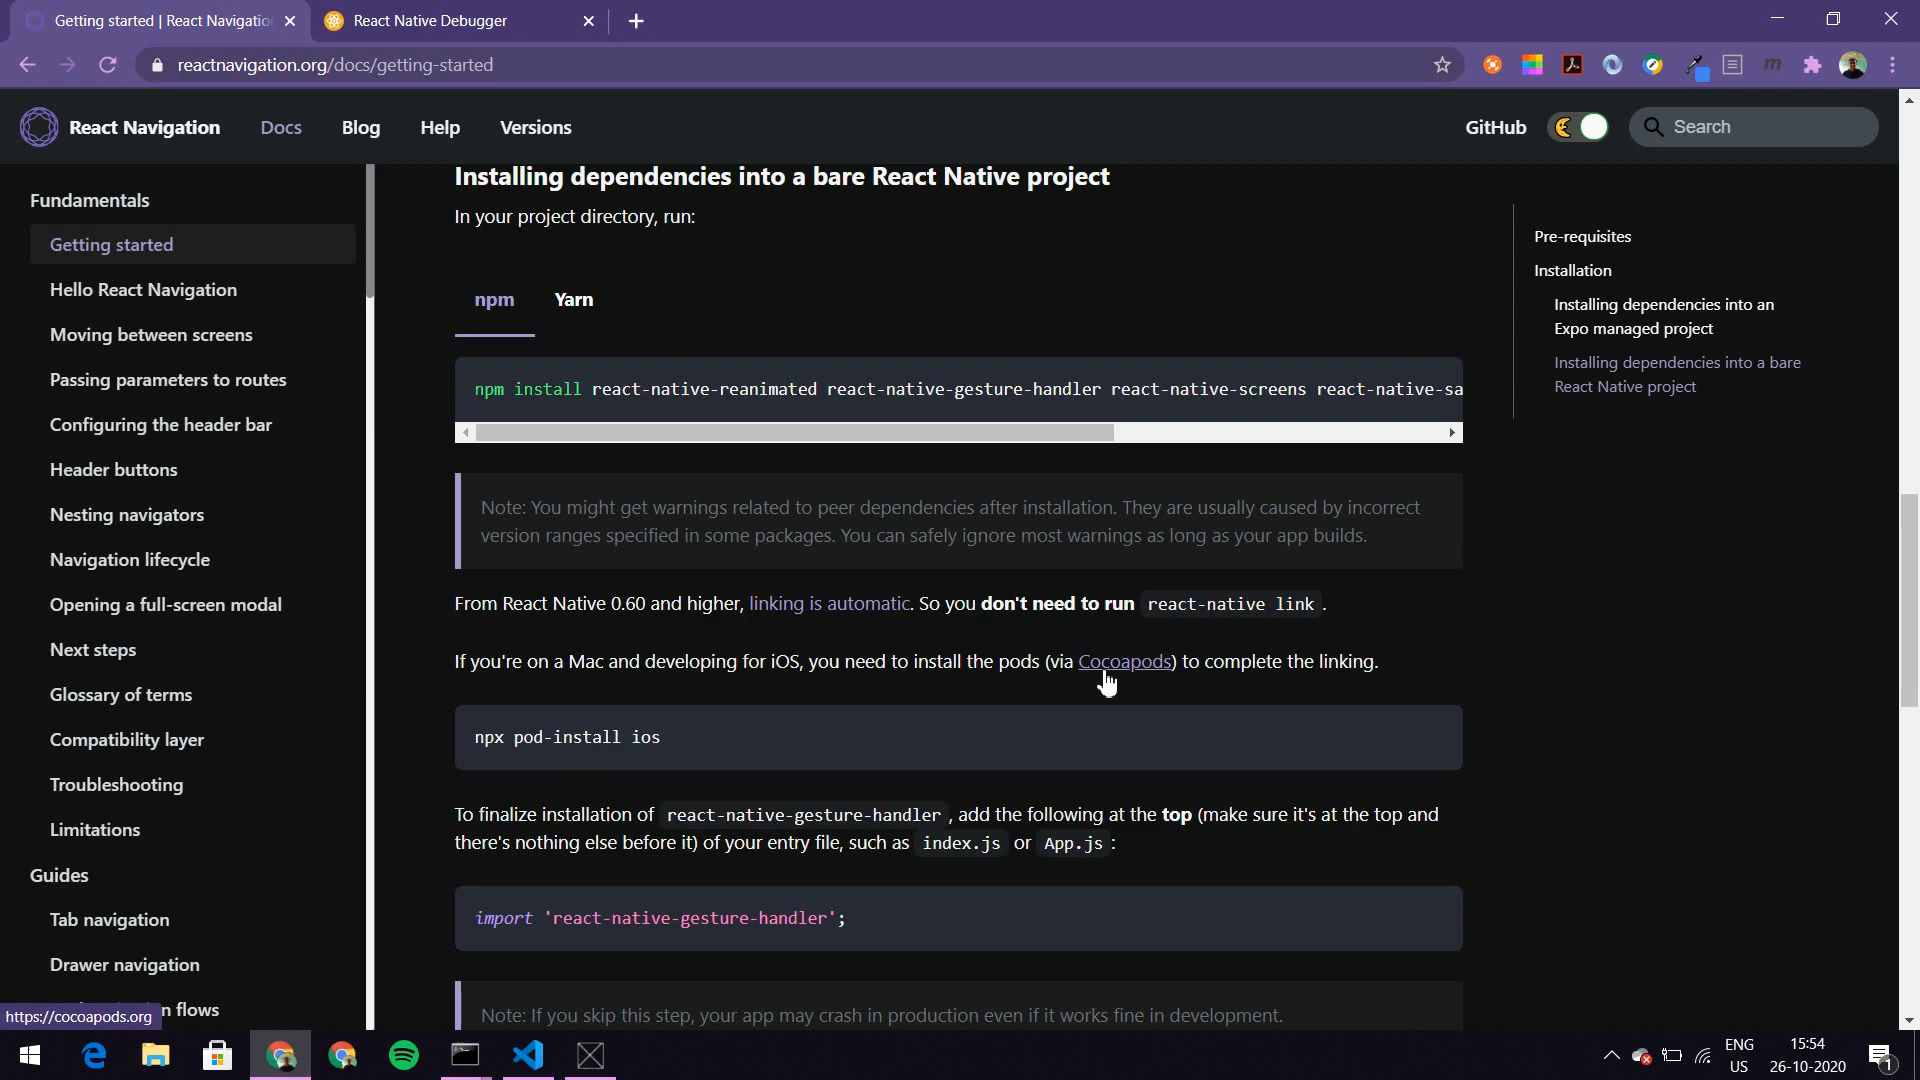 Getting started | React Navigatio
React Native Debugger
reactnavigation.org/docs/getting-started
React Navigation
Docs
Blog
Help
Versions
GitHub
Search
Fundamentals
Getting started
Hello React Navigation
Moving between screens
Passing parameters to routes
Configuring the header bar
Header buttons
Nesting navigators
Navigation lifecycle
Opening a full-screen modal
Next steps
Glossary of terms
Compatibility layer
Troubleshooting
Limitations
Guides
Tab navigation
Drawer navigation
n flows
https://cocoapods.org
Installing dependencies into a bare React Native project
In your project directory, run:
npm
Yarn
npm install react-native-reanimated react-native-gesture-handler react-native-screens react-native-sa
Note: You might get warnings related to peer dependencies after installation. They are usually caused by incorrect
version ranges specified in some packages. You can safely ignore most warnings as long as your app builds.
From React Native 0.60 and higher, linking is automatic. So you don't need to run react-native link .
If you're on a Mac and developing for iOS, you need to install the pods (via Cocoapods) to complete the linking.
npx pod-install ios
To finalize installation of react-native-gesture-handler , add the following at the top (make sure it's at the top and
there's nothing else before it) of your entry file, such as index.js or App.js :
import 'react-native-gesture-handler';
Note: If you skip this step, your app may crash in production even if it works fine in development.
Pre-requisites
Installation
Installing dependencies into an
Expo managed project
Installing dependencies into a bare
React Native project
ENG
US
15:54
26-10-2020
1